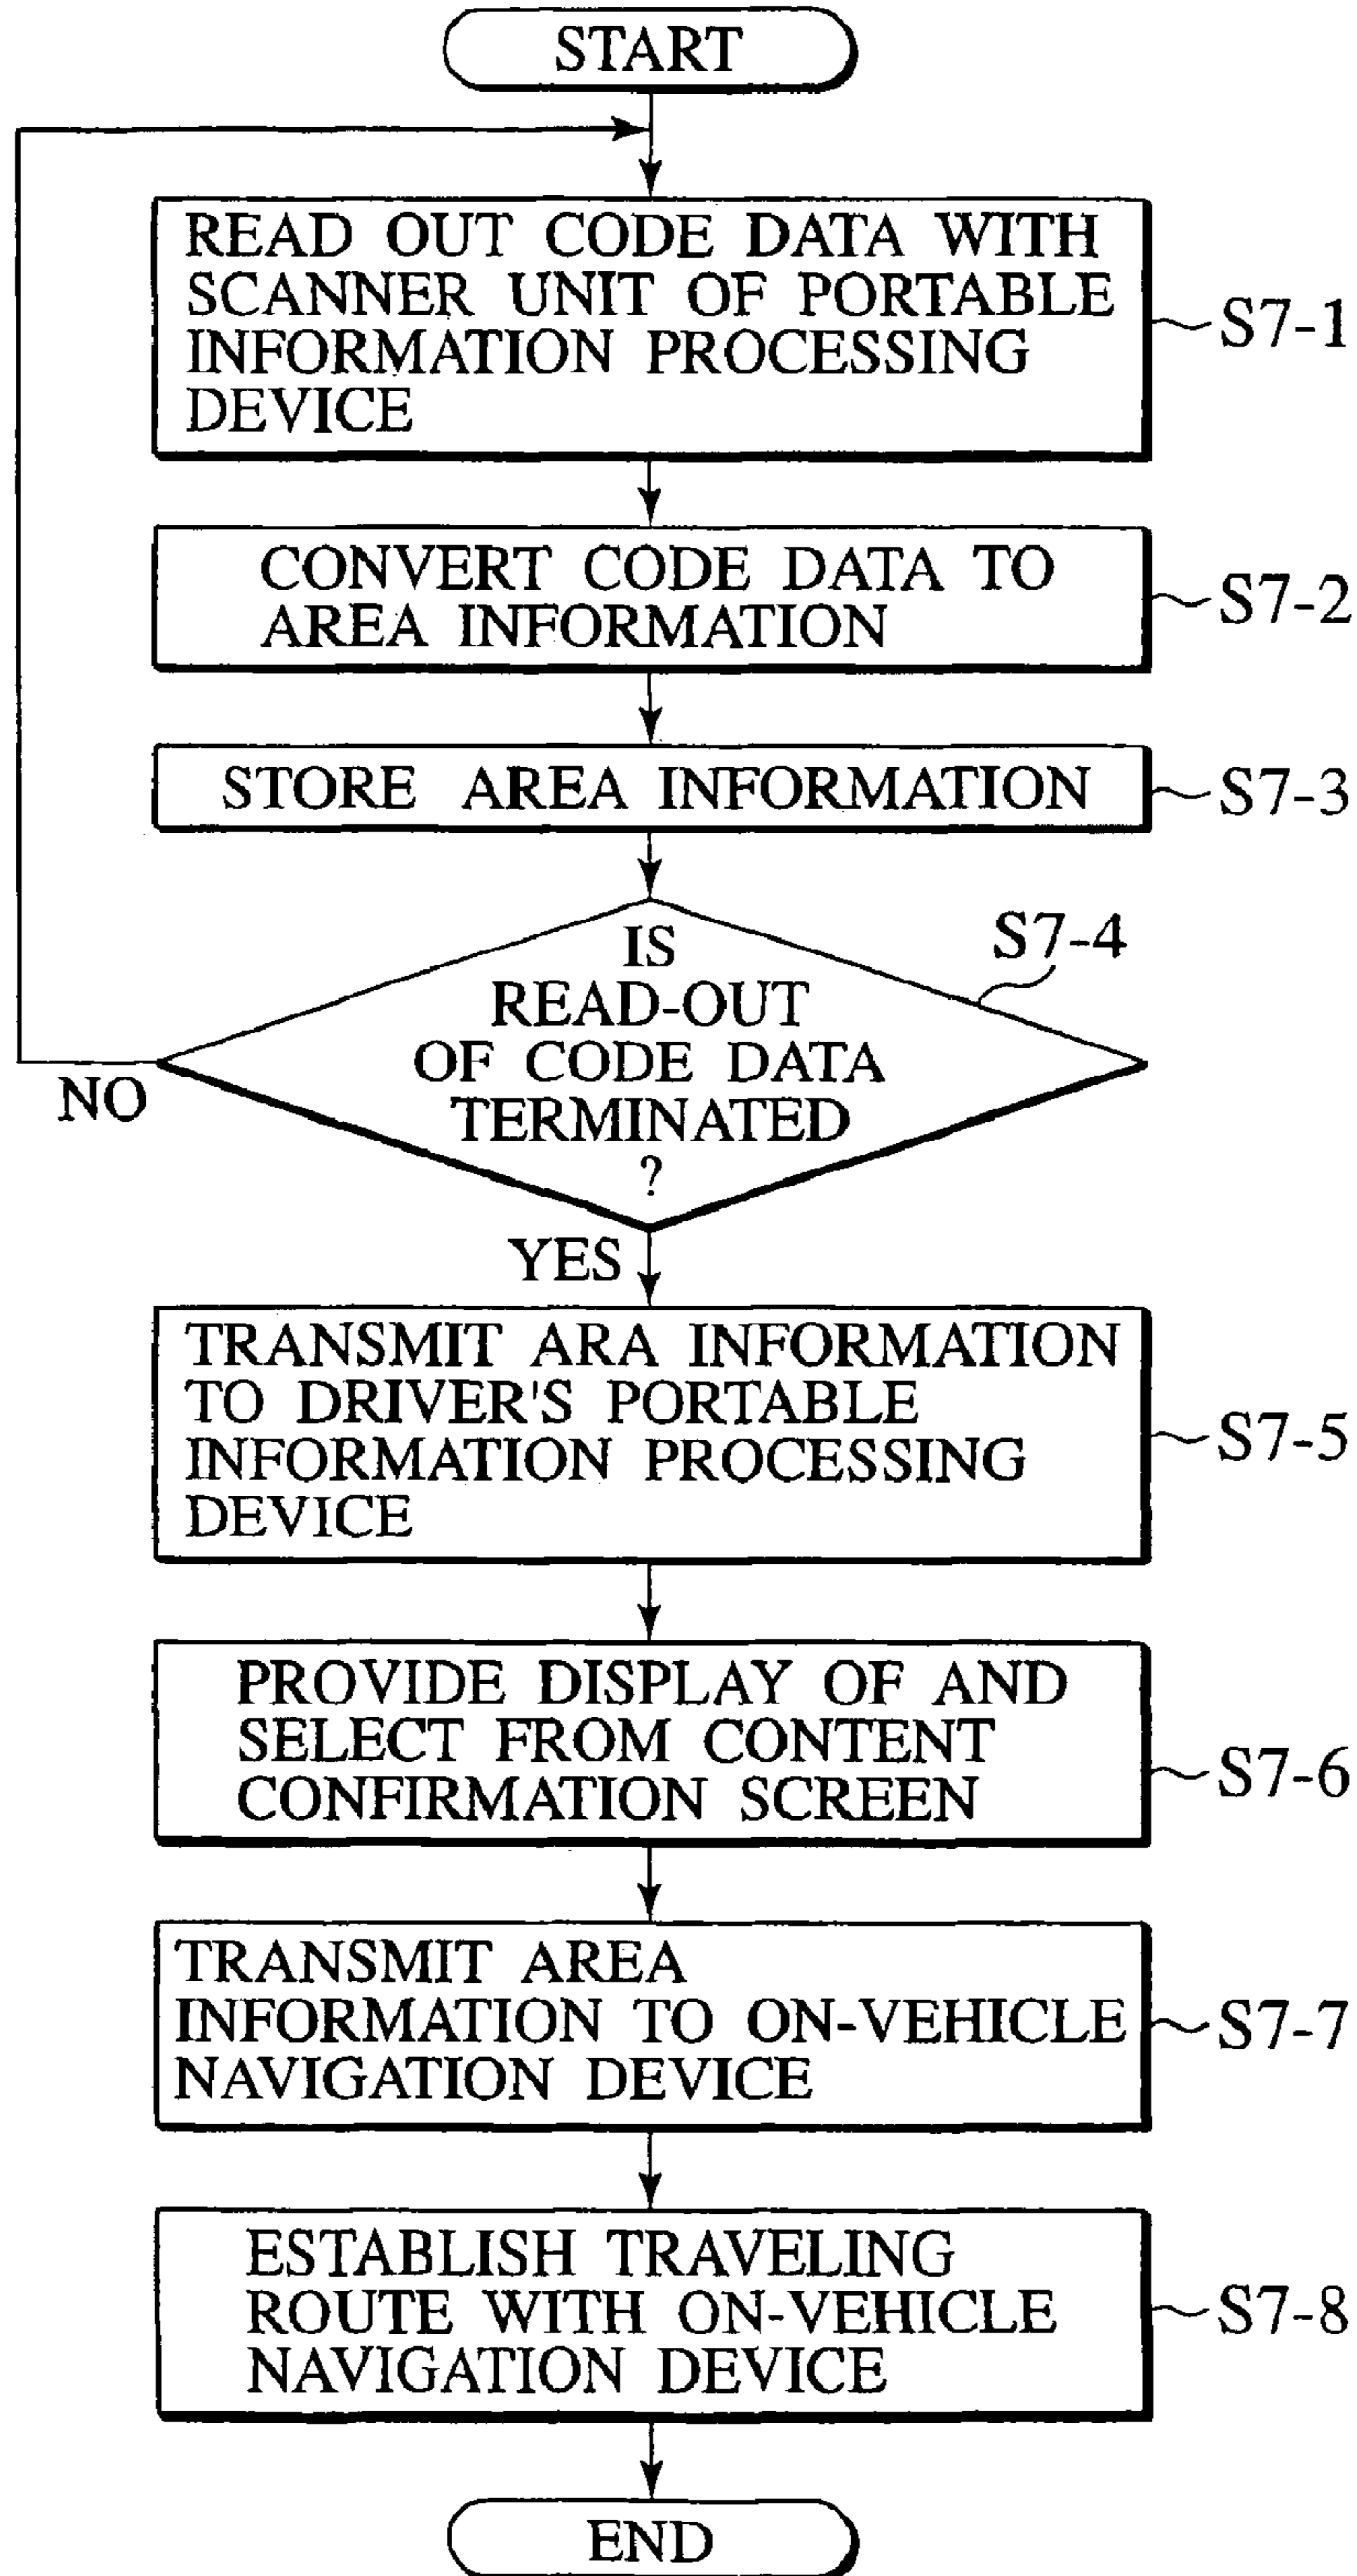 START
READ OUT CODE DATA WITH
SCANNER UNIT OF PORTABLE
INFORMATION PROCESSING
DEVICE
S7-1
CONVERT CODE DATA TO
AREA INFORMATION
S7-2
STORE AREA INFORMATION
S7-3
IS
READ-OUT
OF CODE DATA
TERMINATED
?
S7-4
NO
YES
TRANSMIT ARA INFORMATION
TO DRIVER'S PORTABLE
INFORMATION PROCESSING
DEVICE
S7-5
PROVIDE DISPLAY OF AND
SELECT FROM CONTENT
CONFIRMATION SCREEN
S7-6
TRANSMIT AREA
INFORMATION TO ON-VEHICLE
NAVIGATION DEVICE
S7-7
ESTABLISH TRAVELING
ROUTE WITH ON-VEHICLE
NAVIGATION DEVICE
S7-8
END